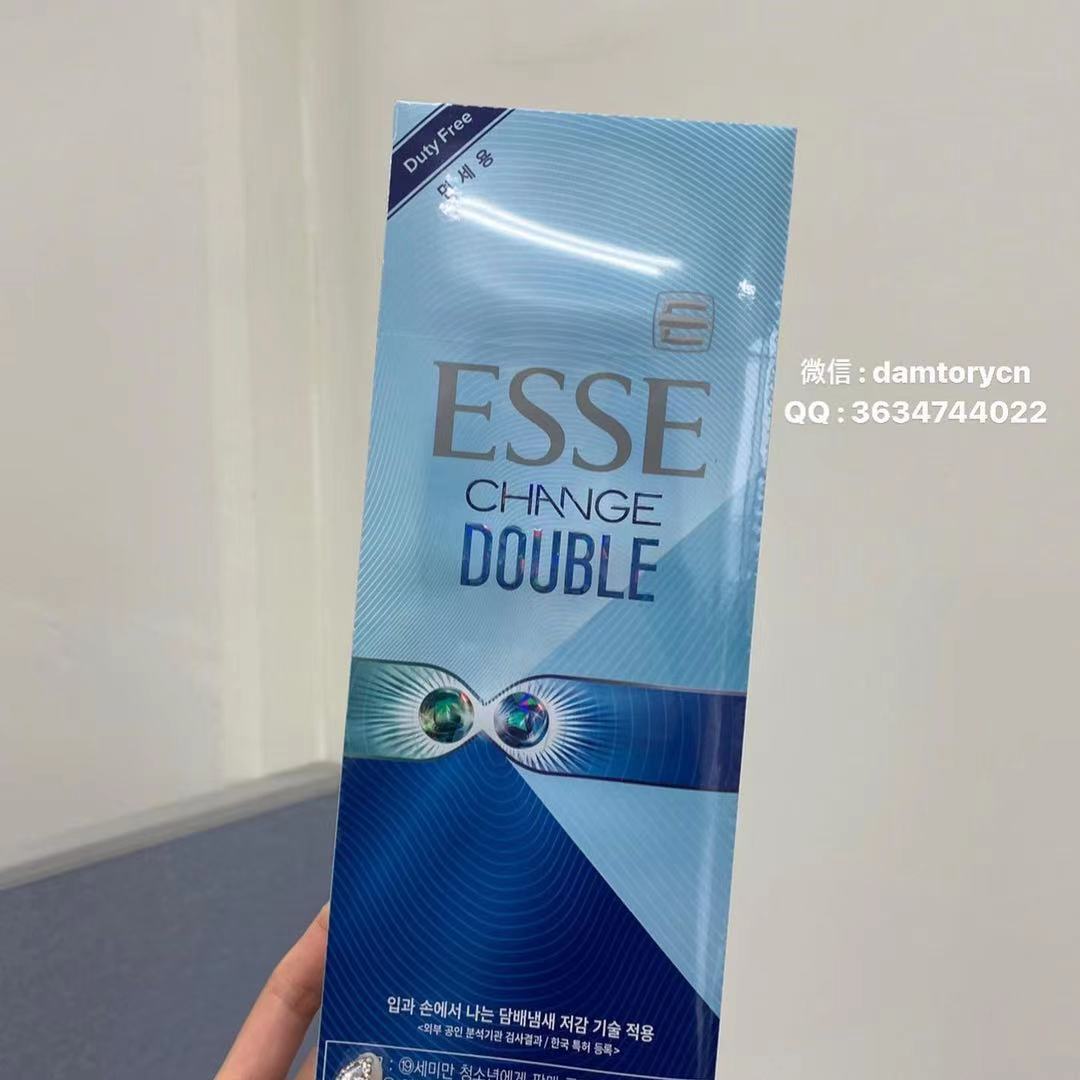 Duty Free
면세용
ESSE
CHANGE
DOUBLE
微信 : damtorycn
QQ : 3634744022
입과 손에서 나는 담배냄새 저감 기술 적용
<외부 공인 분석기관 검사결과 / 한국 특허 등록>
: ⑲세미만 청소년에게 판매